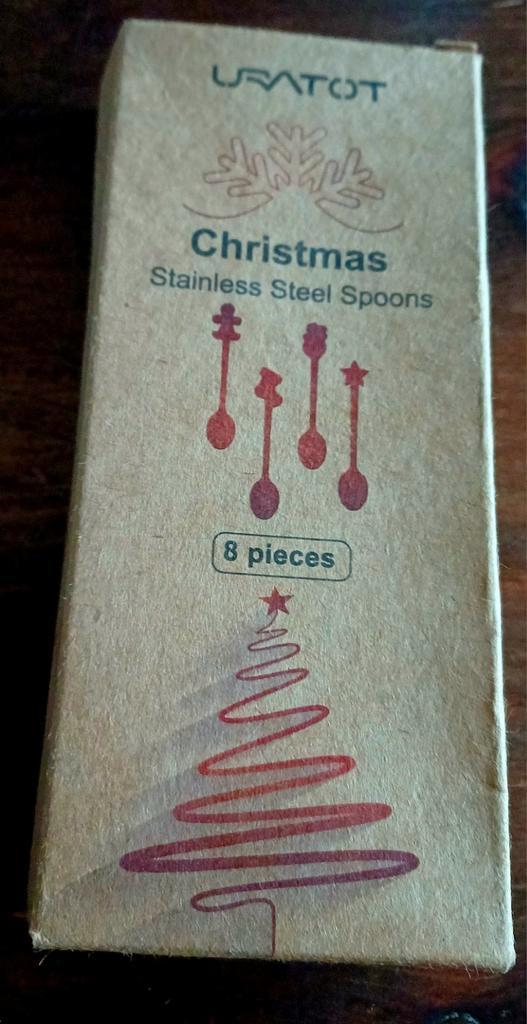 URATOT
Christmas
Stainless Steel Spoons
8 pieces